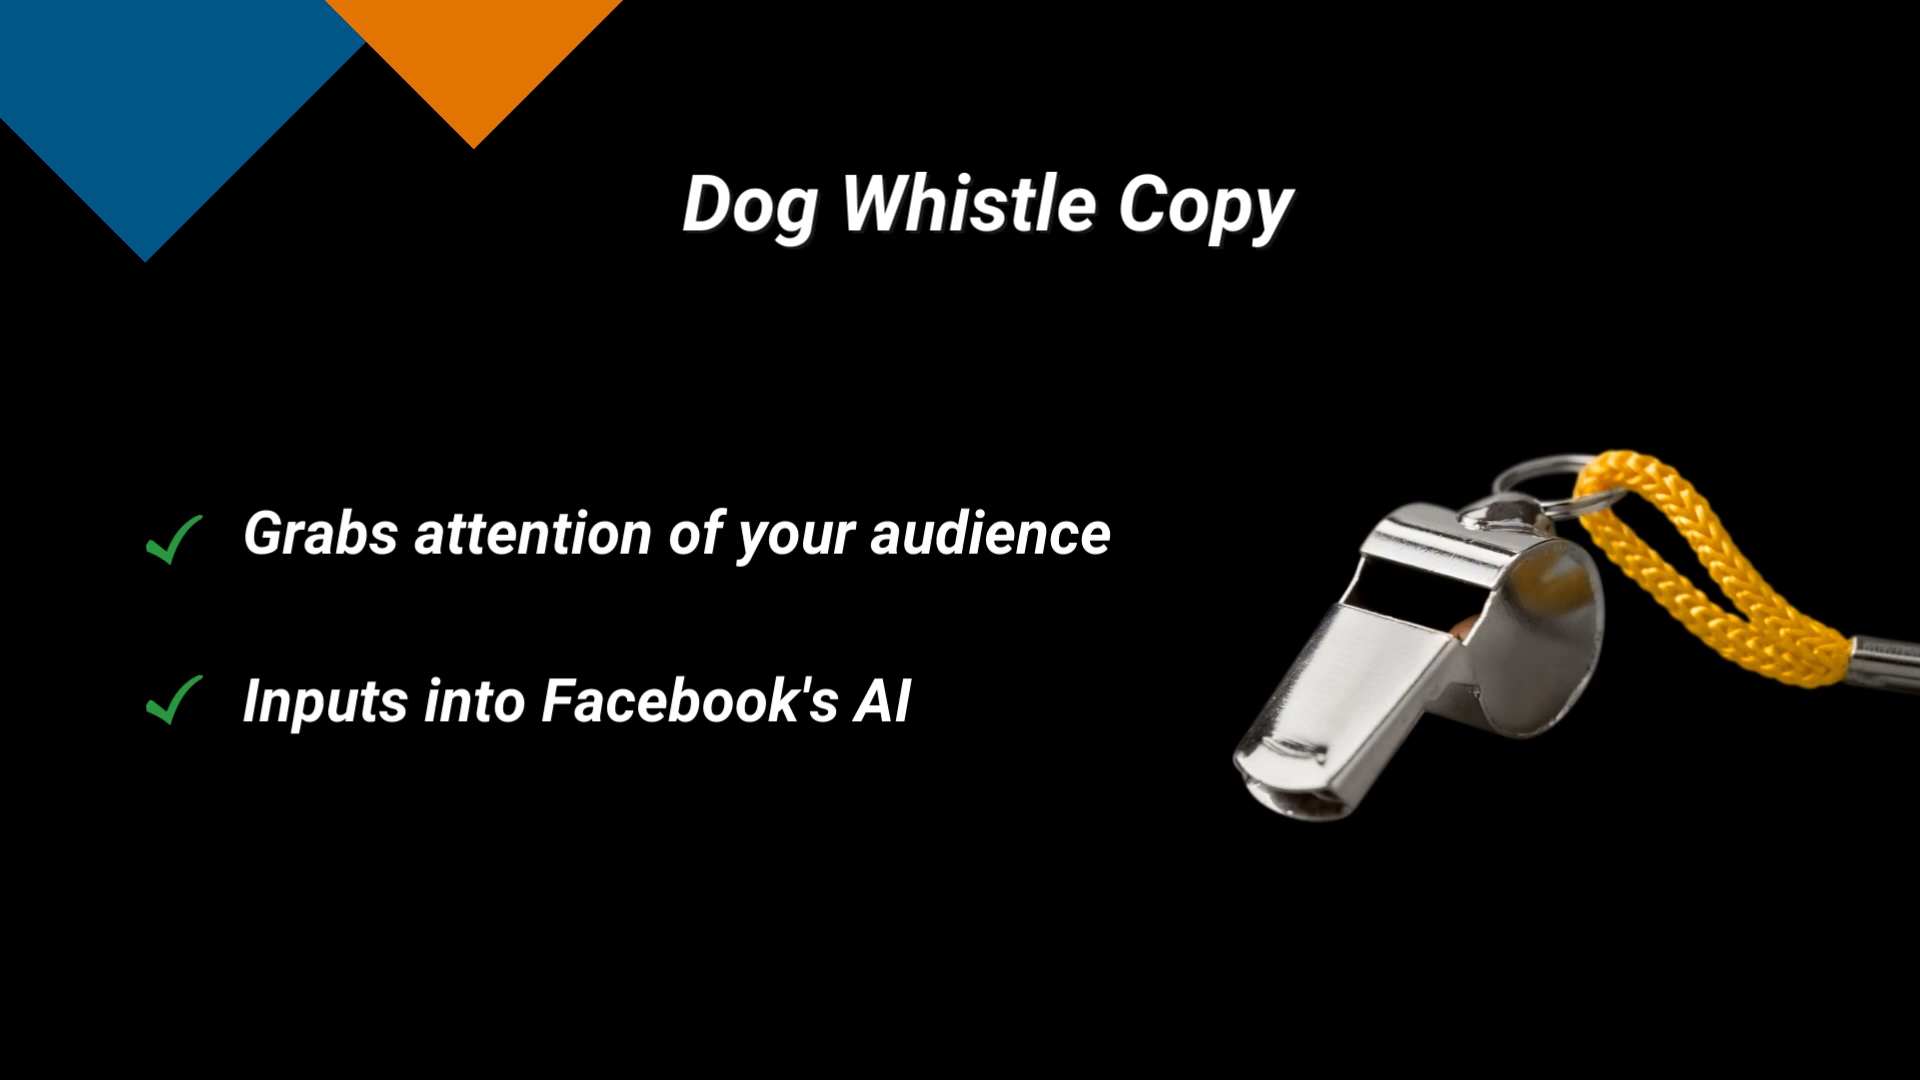 Dog Whistle Copy
Grabs attention of your audience
Inputs into Facebook's AI